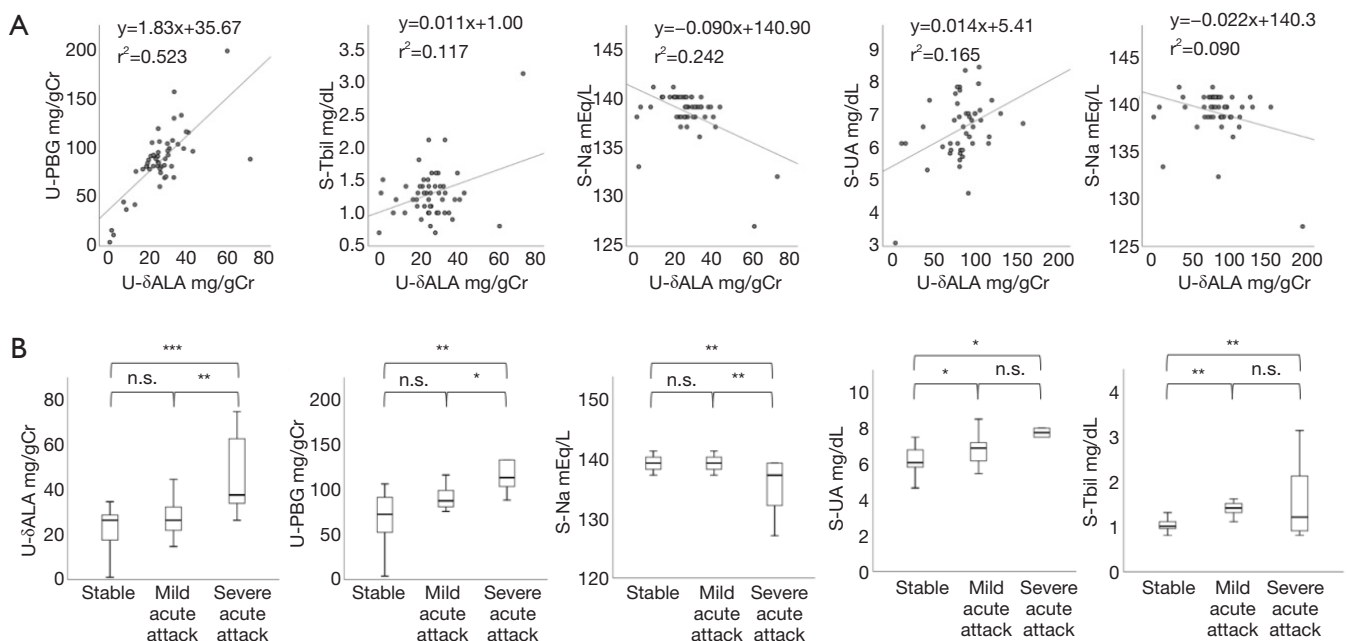 A
y=1.83x+35.67
r²=0.523
U-PBG mg/gCr
200
150
100
50
0
0 20 40 60 80
U-δALA mg/gCr
y=0.011x+1.00
r²=0.117
S-Tbil mg/dL
3.5
3.0
2.5
2.0
1.5
1.0
0.5
0 20 40 60 80
U-δALA mg/gCr
y=−0.090x+140.90
r²=0.242
S-Na mEq/L
145
140
135
130
125
0 20 40 60 80
U-δALA mg/gCr
y=0.014x+5.41
r²=0.165
S-UA mg/dL
9
8
7
6
5
4
3
0 50 100 150 200
U-δALA mg/gCr
y=−0.022x+140.3
r²=0.090
S-Na mEq/L
145
140
135
130
125
0 50 100 150 200
U-δALA mg/gCr
B
***
n.s. **
U-δALA mg/gCr
80
60
40
20
0
Stable Mild acute attack Severe acute attack
**
n.s. *
U-PBG mg/gCr
200
150
100
50
0
Stable Mild acute attack Severe acute attack
**
n.s. **
S-Na mEq/L
150
140
130
120
Stable Mild acute attack Severe acute attack
*
* n.s.
S-UA mg/dL
10
8
6
4
2
0
Stable Mild acute attack Severe acute attack
**
** n.s.
S-Tbil mg/dL
4
3
2
1
0
Stable Mild acute attack Severe acute attack